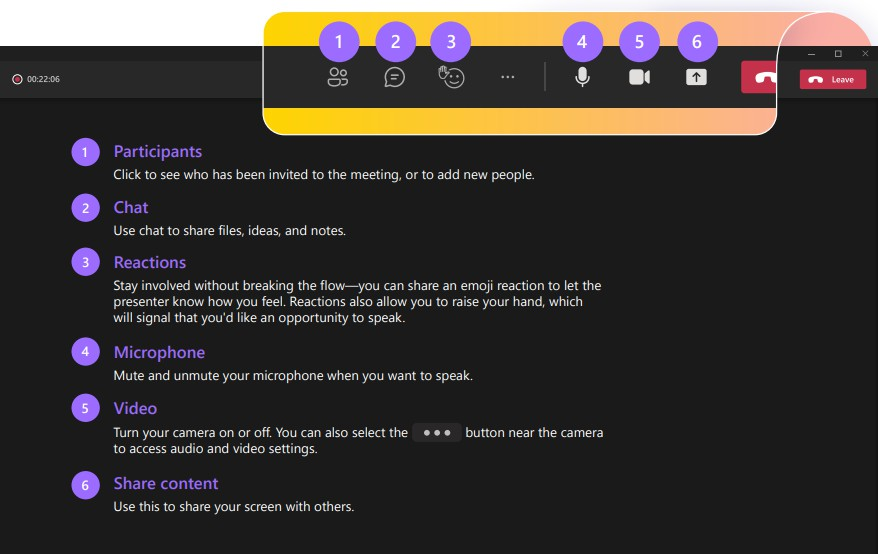 1 2 3 4 5 6
00:22:06
Leave
1 Participants
Click to see who has been invited to the meeting, or to add new people.
2 Chat
Use chat to share files, ideas, and notes.
3 Reactions
Stay involved without breaking the flow—you can share an emoji reaction to let the
presenter know how you feel. Reactions also allow you to raise your hand, which
will signal that you'd like an opportunity to speak.
4 Microphone
Mute and unmute your microphone when you want to speak.
5 Video
Turn your camera on or off. You can also select the ••• button near the camera
to access audio and video settings.
6 Share content
Use this to share your screen with others.